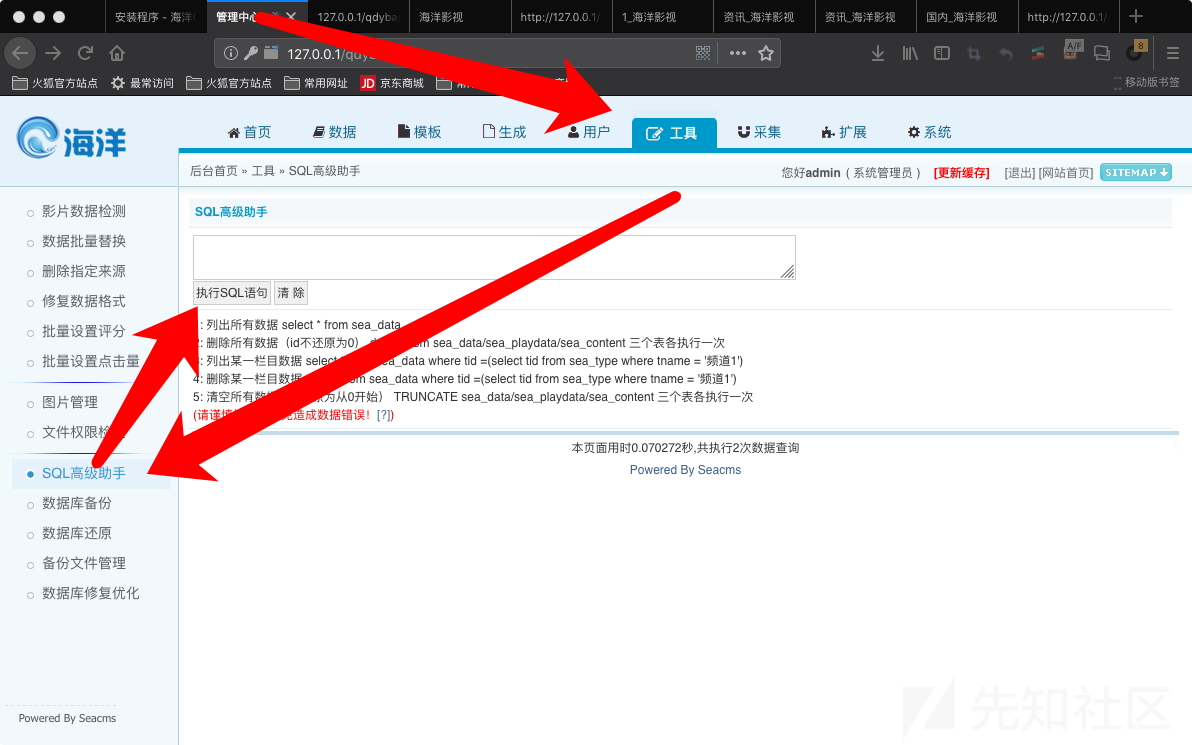 安装程序 - 海洋
管理中心
127.0.0.1/qdyba
海洋影视
http://127.0.0.1/
1_海洋影视
资讯_海洋影视
资讯_海洋影视
国内_海洋影视
http://127.0.0.1/
127.0.0.1/qdyb
A/F
8
火狐官方站点
最常访问
火狐官方站点
常用网址
JD 京东商城
移动版书签
海洋
首页
数据
模板
生成
用户
工具
采集
扩展
系统
后台首页 » 工具 » SQL高级助手
您好admin ( 系统管理员 ) [更新缓存] [退出] [网站首页] SITEMAP
影片数据检测
数据批量替换
删除指定来源
修复数据格式
批量设置评分
批量设置点击量
图片管理
文件权限检
SQL高级助手
数据库备份
数据库还原
备份文件管理
数据库修复优化
Powered By Seacms
SQL高级助手
执行SQL语句 清 除
: 列出所有数据 select * from sea_data
: 删除所有数据（id不还原为0） from sea_data/sea_playdata/sea_content 三个表各执行一次
: 列出某一栏目数据 select sea_data where tid =(select tid from sea_type where tname = '频道1')
4: 删除某一栏目数据 from sea_data where tid =(select tid from sea_type where tname = '频道1')
5: 清空所有数 为从0开始） TRUNCATE sea_data/sea_playdata/sea_content 三个表各执行一次
(请谨慎 造成数据错误！[?])
本页面用时0.070272秒,共执行2次数据查询
Powered By Seacms
先知社区